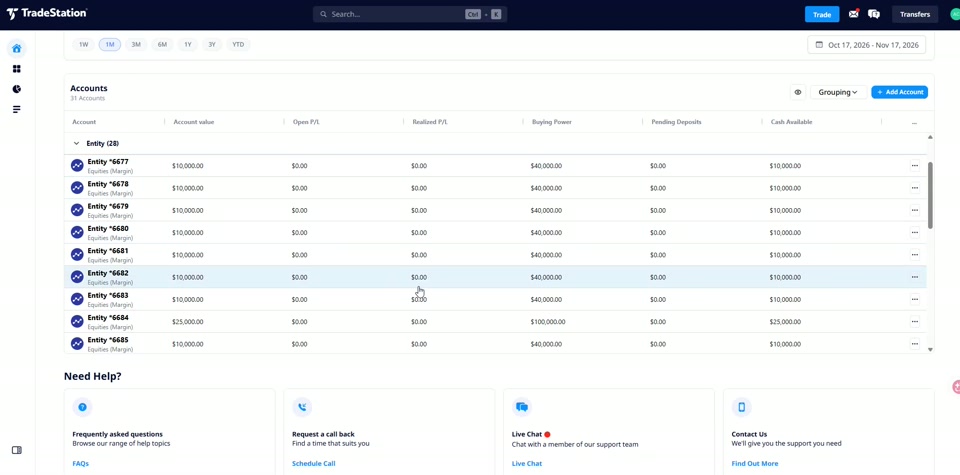 TradeStation
Search...
Ctrl + K
Trade
Transfers
1W 1M 3M 6M 1Y 3Y YTD
Oct 17, 2026 - Nov 17, 2026
Accounts
31 Accounts
Grouping
+ Add Account
Account Account value Open P/L Realized P/L Buying Power Pending Deposits Cash Available ...
Entity (28)
Entity *6677
Equities (Margin)
$10,000.00 $0.00 $0.00 $40,000.00 $0.00 $10,000.00
Entity *6678
Equities (Margin)
$10,000.00 $0.00 $0.00 $40,000.00 $0.00 $10,000.00
Entity *6679
Equities (Margin)
$10,000.00 $0.00 $0.00 $40,000.00 $0.00 $10,000.00
Entity *6680
Equities (Margin)
$10,000.00 $0.00 $0.00 $40,000.00 $0.00 $10,000.00
Entity *6681
Equities (Margin)
$10,000.00 $0.00 $0.00 $40,000.00 $0.00 $10,000.00
Entity *6682
Equities (Margin)
$10,000.00 $0.00 $0.00 $40,000.00 $0.00 $10,000.00
Entity *6683
Equities (Margin)
$10,000.00 $0.00 $0.00 $40,000.00 $0.00 $10,000.00
Entity *6684
Equities (Margin)
$25,000.00 $0.00 $0.00 $100,000.00 $0.00 $25,000.00
Entity *6685
Equities (Margin)
$10,000.00 $0.00 $0.00 $40,000.00 $0.00 $10,000.00
Need Help?
Frequently asked questions
Browse our range of help topics
FAQs
Request a call back
Find a time that suits you
Schedule Call
Live Chat
Chat with a member of our support team
Live Chat
Contact Us
We'll give you the support you need
Find Out More